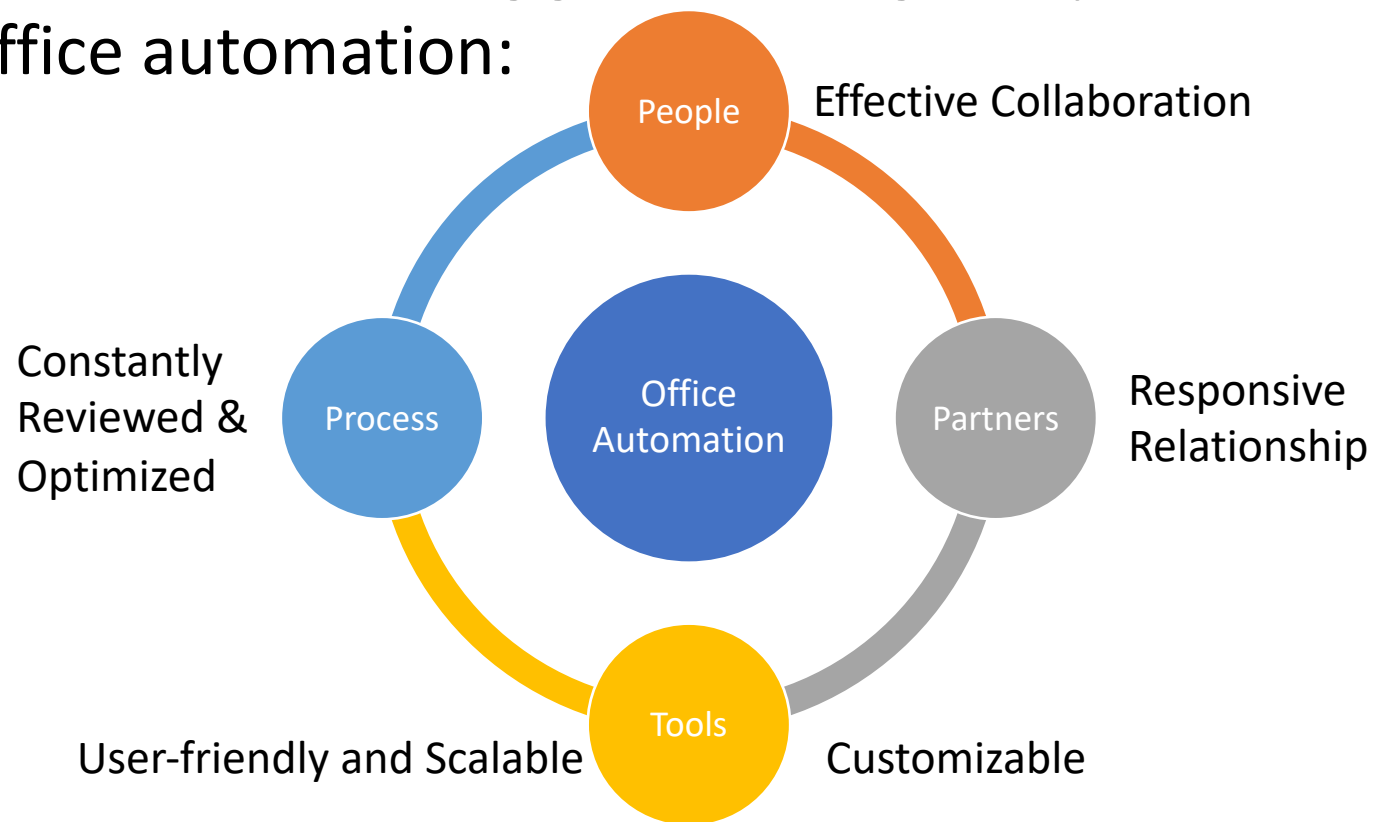 ffice automation:
People
Effective Collaboration
Constantly
Reviewed &
Optimized
Process
Office
Automation
Partners
Responsive
Relationship
Tools
User-friendly and Scalable
Customizable